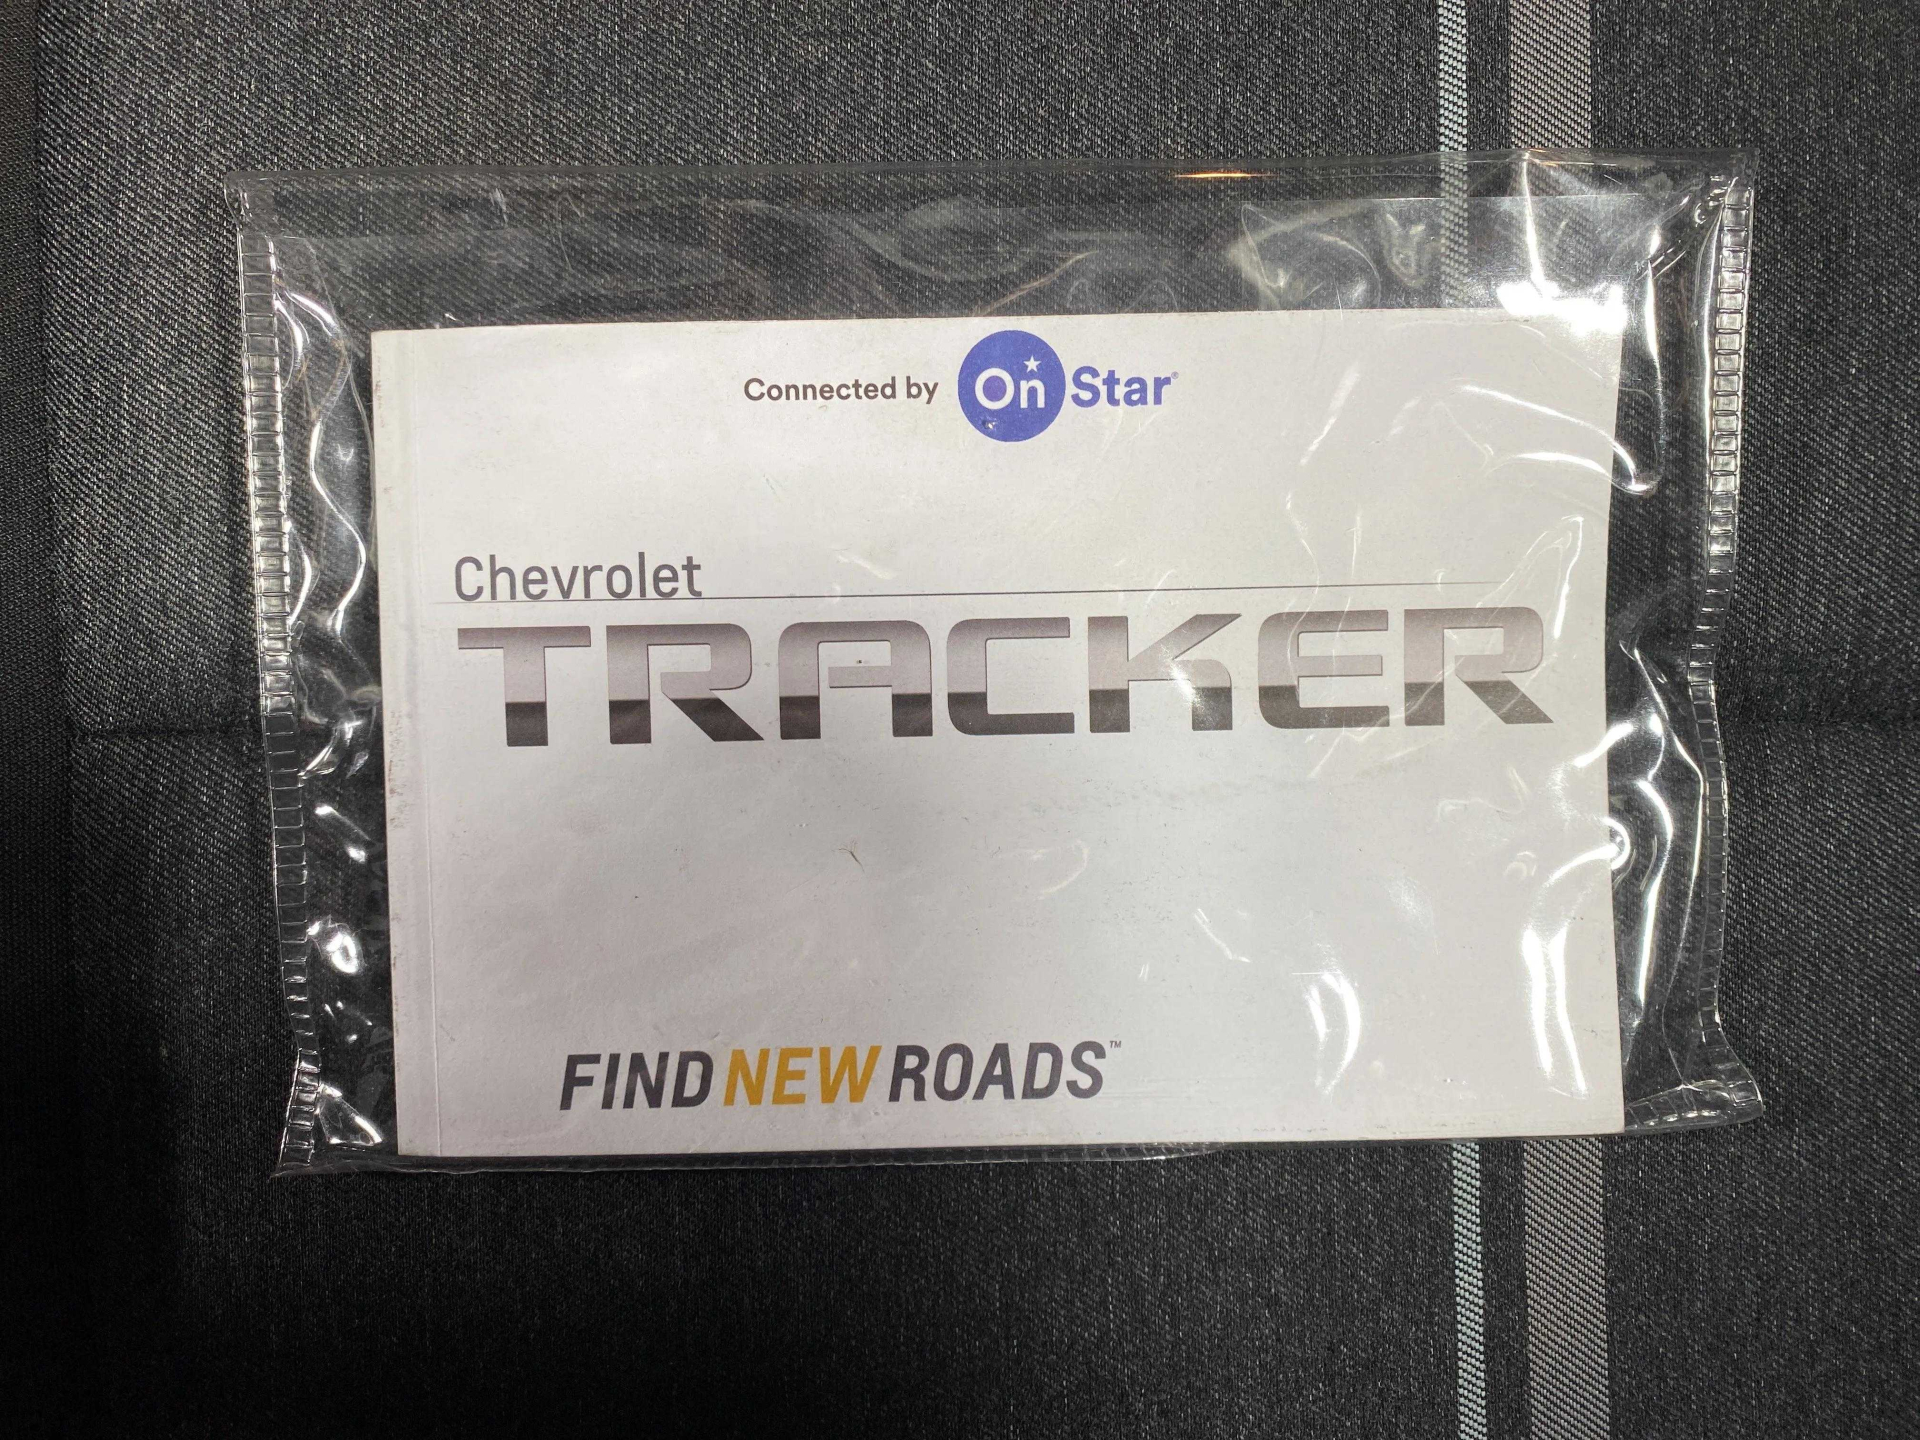 Connected by OnStar®
Chevrolet
TRACKER
FIND NEW ROADS™